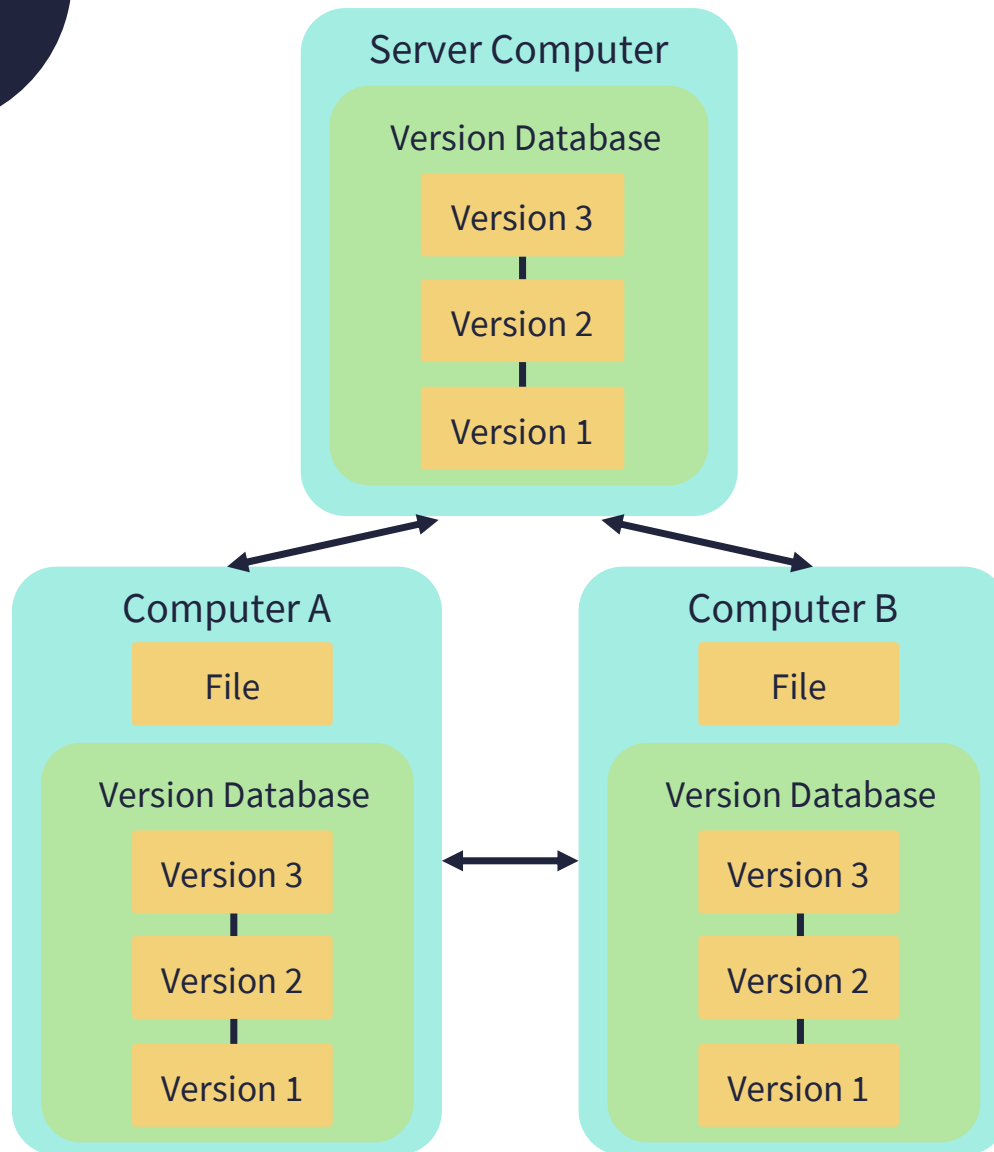 Server Computer
Version Database
Version 3
Version 2
Version 1
Computer A
File
Version Database
Version 3
Version 2
Version 1
Computer B
File
Version Database
Version 3
Version 2
Version 1